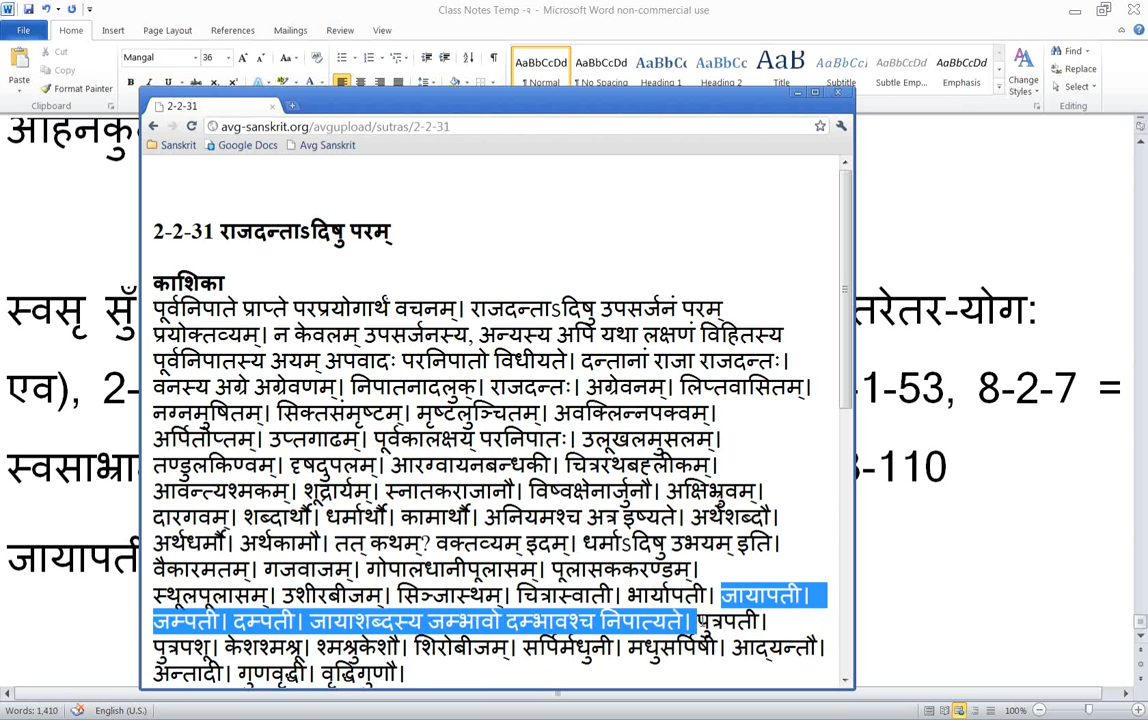 Class Notes Temp -२ - Microsoft Word non-commercial use
File Home Insert Page Layout References Mailings Review View
Cut
Copy
Format Painter
Paste
Clipboard
Mangal 36
AaBbCcDd AaBbCcDd AaBbC AaBbCc AaB AaBbCc. AaBbCcDd AaBbCcDd
¶ Normal No Spacing Heading 1 Heading 2 Title Subtitle Subtle Em... Emphasis
Change Styles
Find
Replace
Select
Editing
2-2-31
avg-sanskrit.org/avgupload/sutras/2-2-31
Sanskrit Google Docs Avg Sanskrit
2-2-31 राजदन्ताऽदिषु परम्
काशिका
पूर्वनिपाते प्राप्ते परप्रयोगार्थं वचनम्। राजदन्ताऽदिषु उपसर्जनं परम्
प्रयोक्तव्यम्। न केवलम् उपसर्जनस्य, अन्यस्य अपि यथा लक्षणं विहितस्य
पूर्वनिपातस्य अयम् अपवादः परनिपातो विधीयते। दन्तानां राजा राजदन्तः।
वनस्य अग्रे अग्रेवणम्। निपातनादलुक्। राजदन्तः। अग्रेवनम्। लिप्तवासितम्।
नग्नमुषितम्। सिक्तसंमृष्टम्। मृष्टलुञ्चितम्। अवक्लिन्नपक्वम्।
अर्पितोप्तम्। उप्तगाढम्। पूर्वकालक्षय् परनिपातः। उलूखलमुसलम्।
तण्डुलकिण्वम्। दृषदुपलम्। आरग्वायनबन्धकी। चित्ररथबह्लीकम्।
आवन्त्यश्मकम्। शूद्रार्यम्। स्नातकराजानौ। विष्वक्षेनार्जुनौ। अक्षिभ्रुवम्।
दारगवम्। शब्दार्थौ। धर्मार्थौ। कामार्थौ। अनियमश्च अत्र इष्यते। अर्थशब्दौ।
अर्थधर्मौ। अर्थकामौ। तत् कथम्? वक्तव्यम् इदम्। धर्माऽदिषु उभयम् इति।
वैकारमतम्। गजवाजम्। गोपालधानीपूलासम्। पूलासककरण्डम्।
स्थूलपूलासम्। उशीरबीजम्। सिञ्जास्थम्। चित्रास्वाती। भार्यापती। जायापती।
जम्पती। दम्पती। जायाशब्दस्य जम्भावो दम्भावश्च निपात्यते। पुत्रपती।
पुत्रपशू। केशश्मश्रू। श्मश्रुकेशौ। शिरोबीजम्। सर्पिर्मधुनी। मधुसर्पिषी। आद्यन्तौ।
अन्तादी। गुणवृद्धी। वृद्धिगुणौ।
स्वसृ सुँ तरेतर-योग:
एव), 2- -1-53, 8-2-7 =
स्वसाभ्रा 3-110
जायापती
Words: 1,410 English (U.S.) 100%